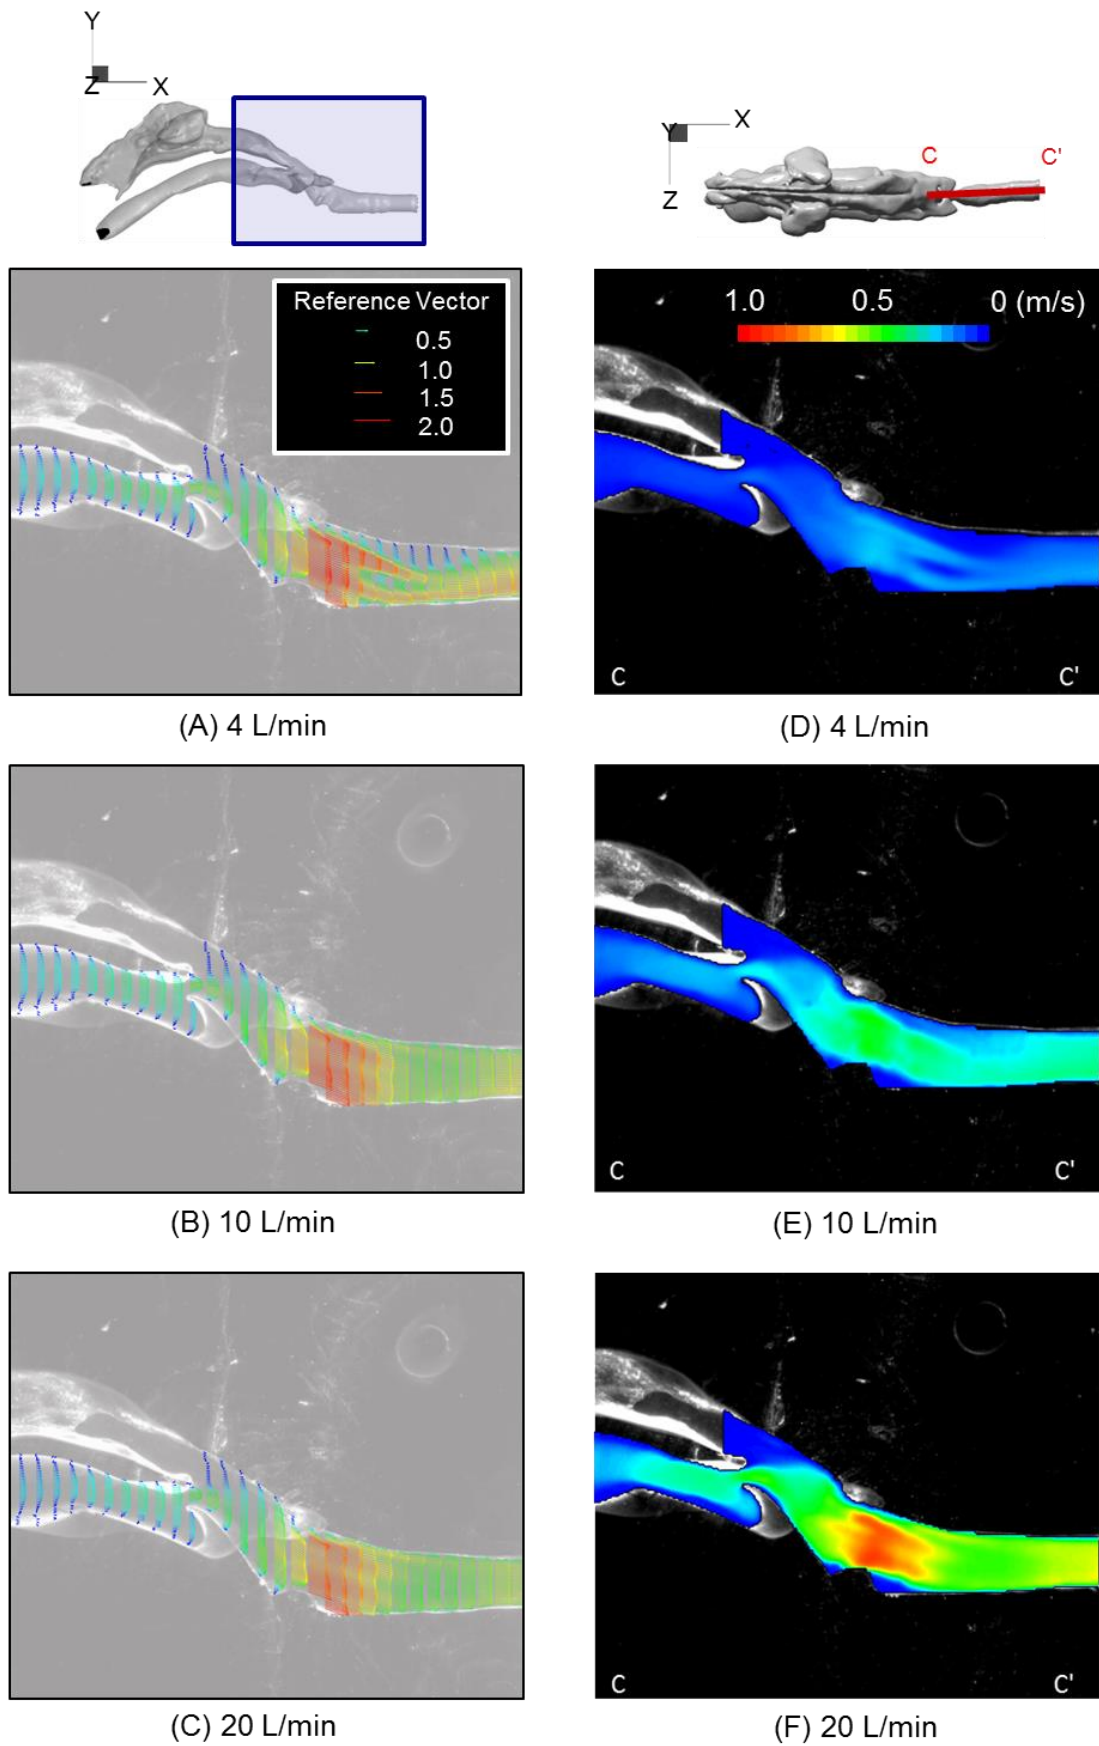 Y
Z X
Y X
Z
C C'
Reference Vector
0.5
1.0
1.5
2.0
1.0 0.5 0 (m/s)
C C'
(A) 4 L/min
(D) 4 L/min
C C'
(B) 10 L/min
(E) 10 L/min
C C'
(C) 20 L/min
(F) 20 L/min